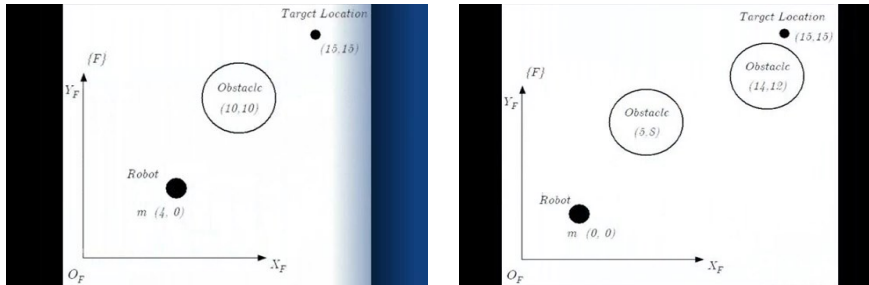 Target Location
(15,15)
{F}
Y_F
Obstacle
(10,10)
Robot
m (4, 0)
X_F
O_F
Target Location
(15,15)
{F}
Obstacle
(14,12)
Y_F
Obstacle
(5,8)
Robot
m (0, 0)
X_F
O_F